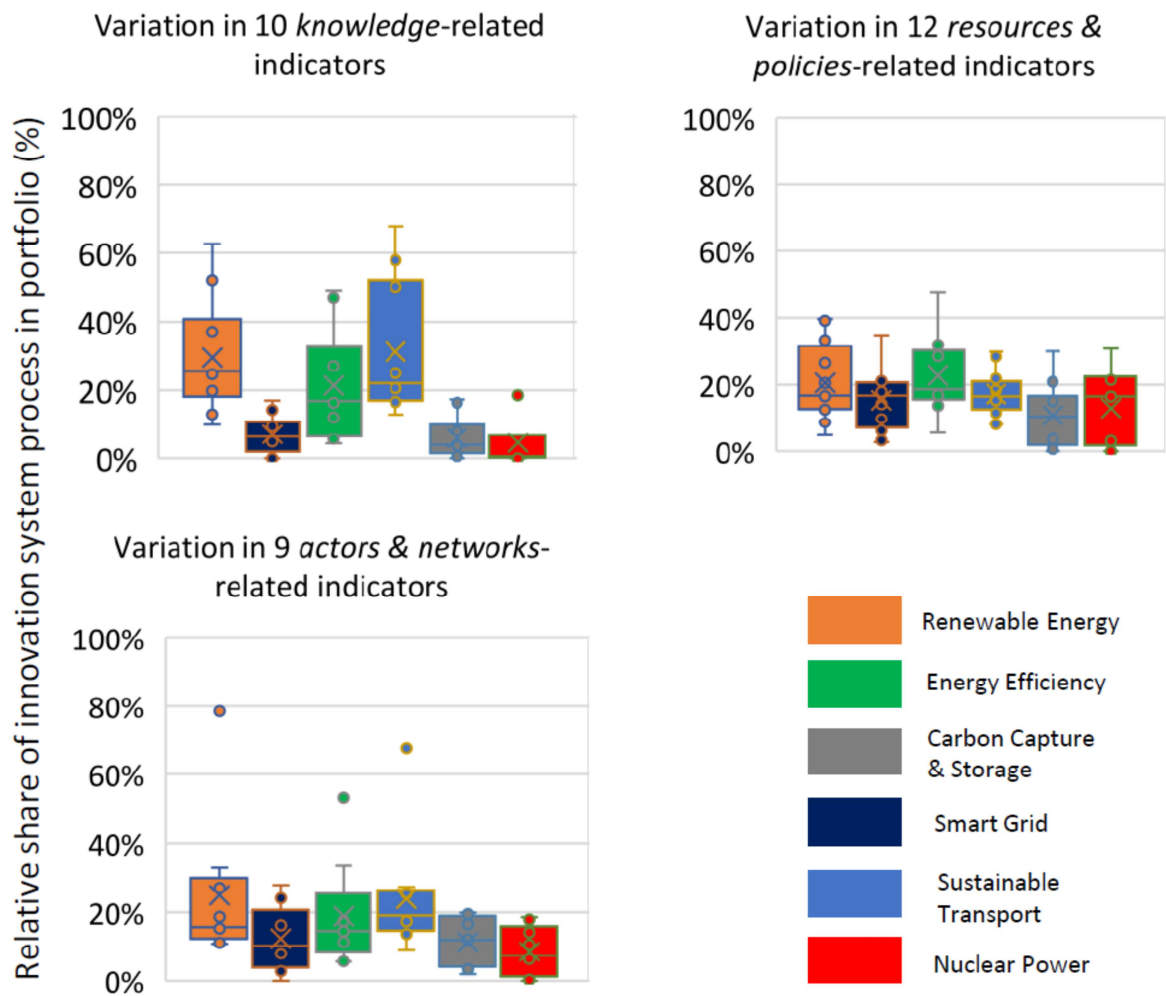 Variation in 10 knowledge-related
indicators
Variation in 12 resources &
policies-related indicators
Relative share of innovation system process in portfolio (%)
100%
80%
60%
40%
20%
0%
100%
80%
60%
40%
20%
0%
Variation in 9 actors & networks-
related indicators
100%
80%
60%
40%
20%
0%
Renewable Energy
Energy Efficiency
Carbon Capture
& Storage
Smart Grid
Sustainable
Transport
Nuclear Power